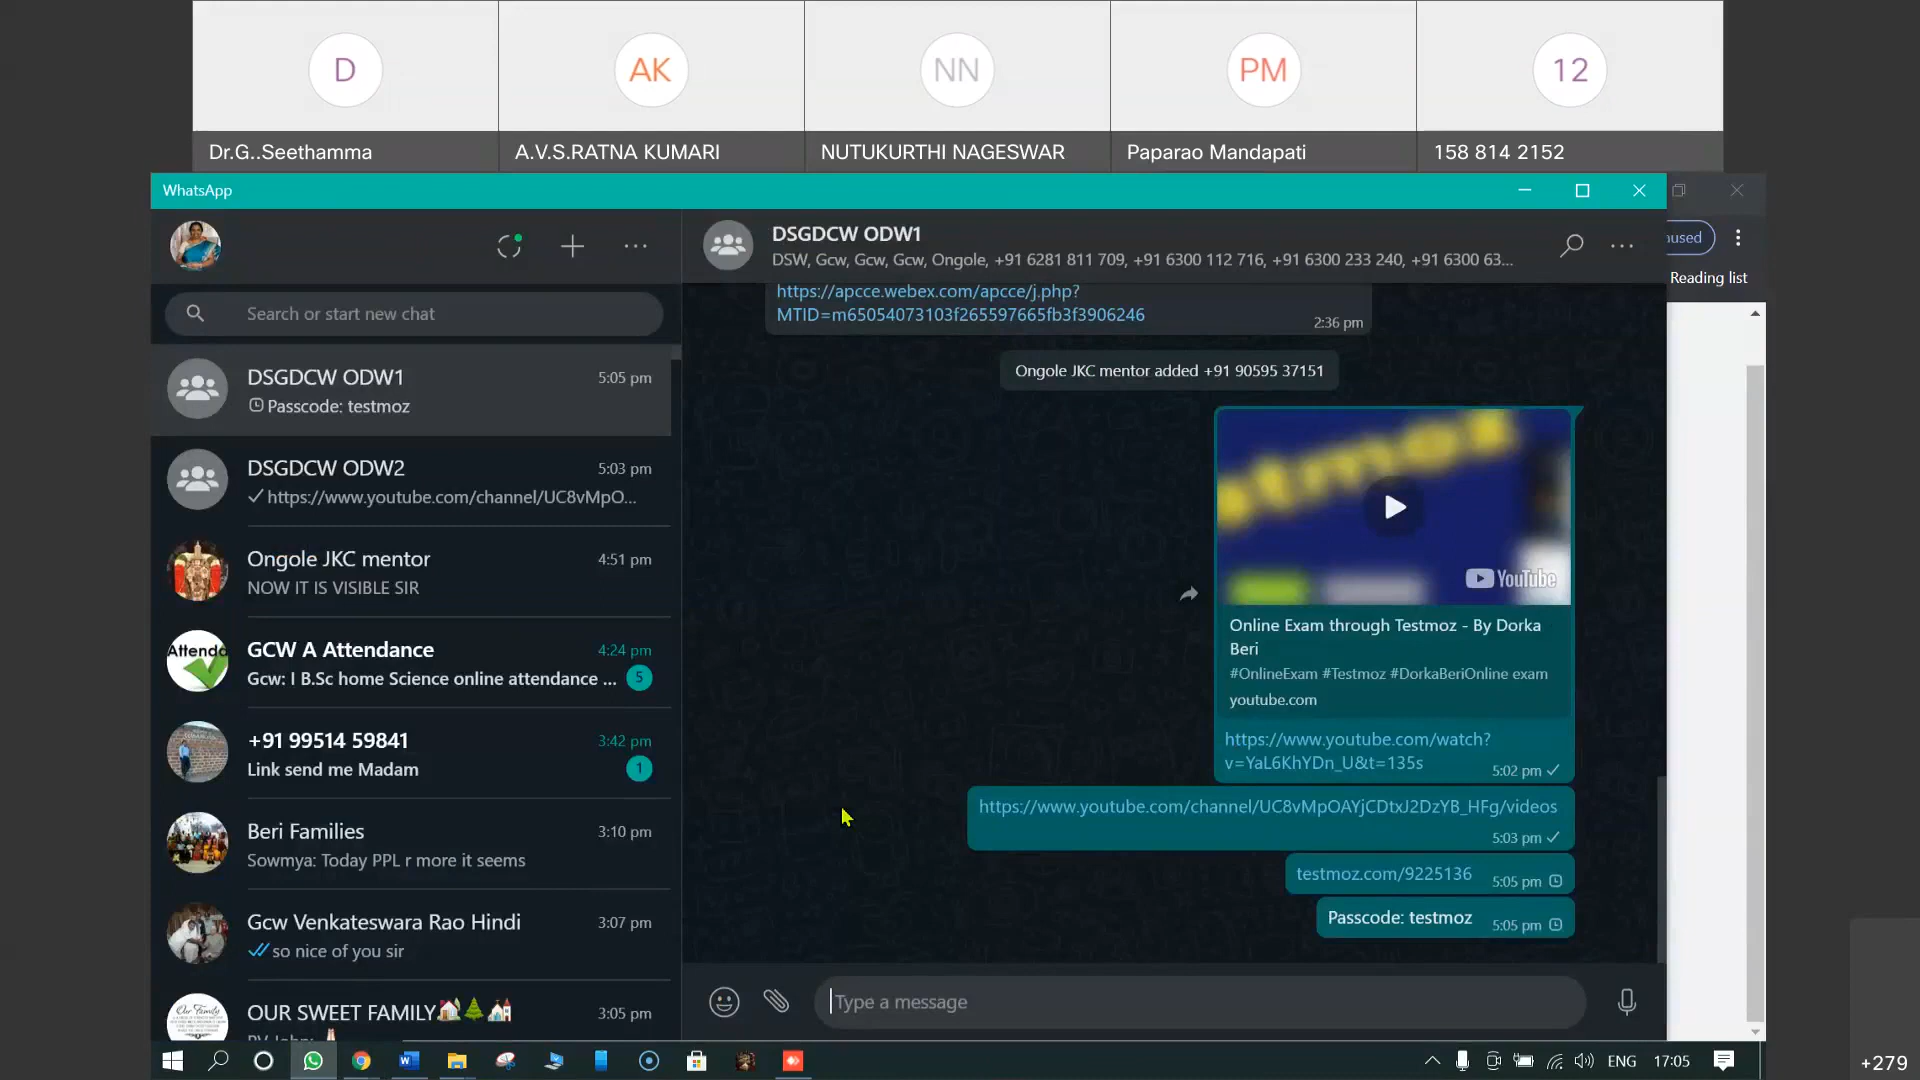 D
AK
NN
PM
12
Dr.G..Seethamma
A.V.S.RATNA KUMARI
NUTUKURTHI NAGESWAR
Paparao Mandapati
158 814 2152
WhatsApp
DSGDCW ODW1
DSW, Gcw, Gcw, Gcw, Ongole, +91 6281 811 709, +91 6300 112 716, +91 6300 233 240, +91 6300 63...
used
Reading list
Search or start new chat
DSGDCW ODW1
5:05 pm
Passcode: testmoz
DSGDCW ODW2
5:03 pm
https://www.youtube.com/channel/UC8vMpO...
Ongole JKC mentor
4:51 pm
NOW IT IS VISIBLE SIR
Attenda
GCW A Attendance
4:24 pm
Gcw: I B.Sc home Science online attendance ...
5
+91 99514 59841
3:42 pm
Link send me Madam
1
Beri Families
3:10 pm
Sowmya: Today PPL r more it seems
Gcw Venkateswara Rao Hindi
3:07 pm
so nice of you sir
OUR SWEET FAMILY🏠🌲⛪
3:05 pm
https://apcce.webex.com/apcce/j.php?
MTID=m65054073103f265597665fb3f3906246
2:36 pm
Ongole JKC mentor added +91 90595 37151
YouTube
Online Exam through Testmoz - By Dorka
Beri
#OnlineExam #Testmoz #DorkaBeriOnline exam
youtube.com
https://www.youtube.com/watch?
v=YaL6KhYDn_U&t=135s
5:02 pm
https://www.youtube.com/channel/UC8vMpOAYjCDtxJ2DzYB_HFg/videos
5:03 pm
testmoz.com/9225136
5:05 pm
Passcode: testmoz
5:05 pm
Type a message
ENG
17:05
+279